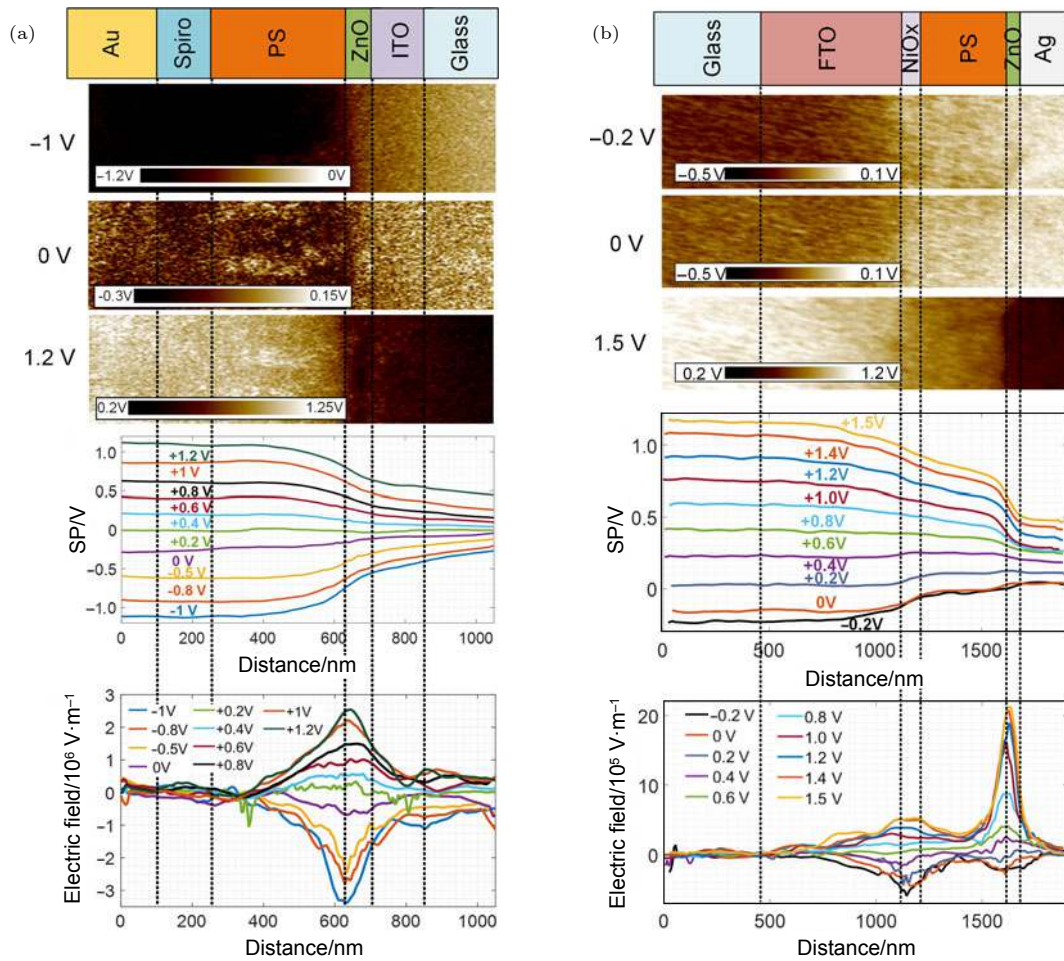 (a)
Au Spiro PS ZnO ITO Glass
−1 V
−1.2V 0V
0 V
-0.3V 0.15V
1.2 V
0.2V 1.25V
SP/V
1.0
0.5
0
−0.5
−1.0
+1.2 V
+1V
+0.8 V
+0.6 V
+0.4 V
+0.2 V
0 V
-0.5 V
-0.8 V
−1 V
0 200 400 600 800 1000
Distance/nm
Electric field/10⁶ V·m⁻¹
3
2
1
0
−1
−2
−3
−1V +0.2V +1V
−0.8V +0.4V +1.2V
−0.5V +0.6V
0V +0.8V
0 200 400 600 800 1000
Distance/nm
(b)
Glass FTO NiOx PS ZnO Ag
−0.2 V
−0.5 V 0.1 V
0 V
−0.5 V 0.1 V
1.5 V
0.2 V 1.2 V
SP/V
1.0
0.5
0
+1.5V
+1.4V
+1.2V
+1.0V
+0.8V
+0.6V
+0.4V
+0.2V
0V
−0.2V
0 500 1000 1500
Distance/nm
Electric field/10⁵ V·m⁻¹
20
10
0
−0.2 V 0.8 V
0 V 1.0 V
0.2 V 1.2 V
0.4 V 1.4 V
0.6 V 1.5 V
0 500 1000 1500
Distance/nm